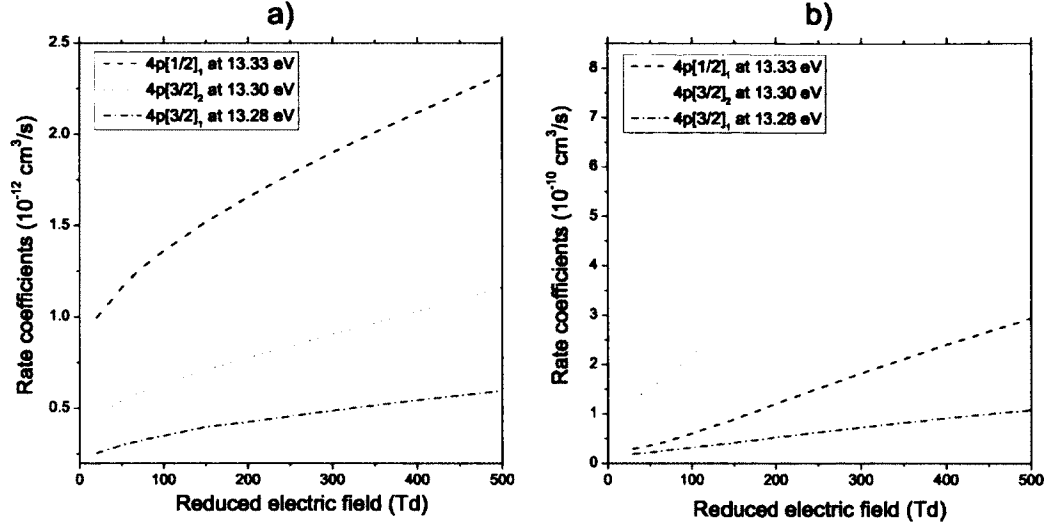 a)
2.5
2.0
1.5
1.0
0.5
Rate coefficients (10⁻¹² cm³/s)
4p[1/2]₁ at 13.33 eV
4p[3/2]₂ at 13.30 eV
4p[3/2]₁ at 13.28 eV
0 100 200 300 400 500
Reduced electric field (Td)
b)
8
7
6
5
4
3
2
1
0
Rate coefficients (10⁻¹⁰ cm³/s)
4p[1/2]₁ at 13.33 eV
4p[3/2]₂ at 13.30 eV
4p[3/2]₁ at 13.28 eV
0 100 200 300 400 500
Reduced electric field (Td)